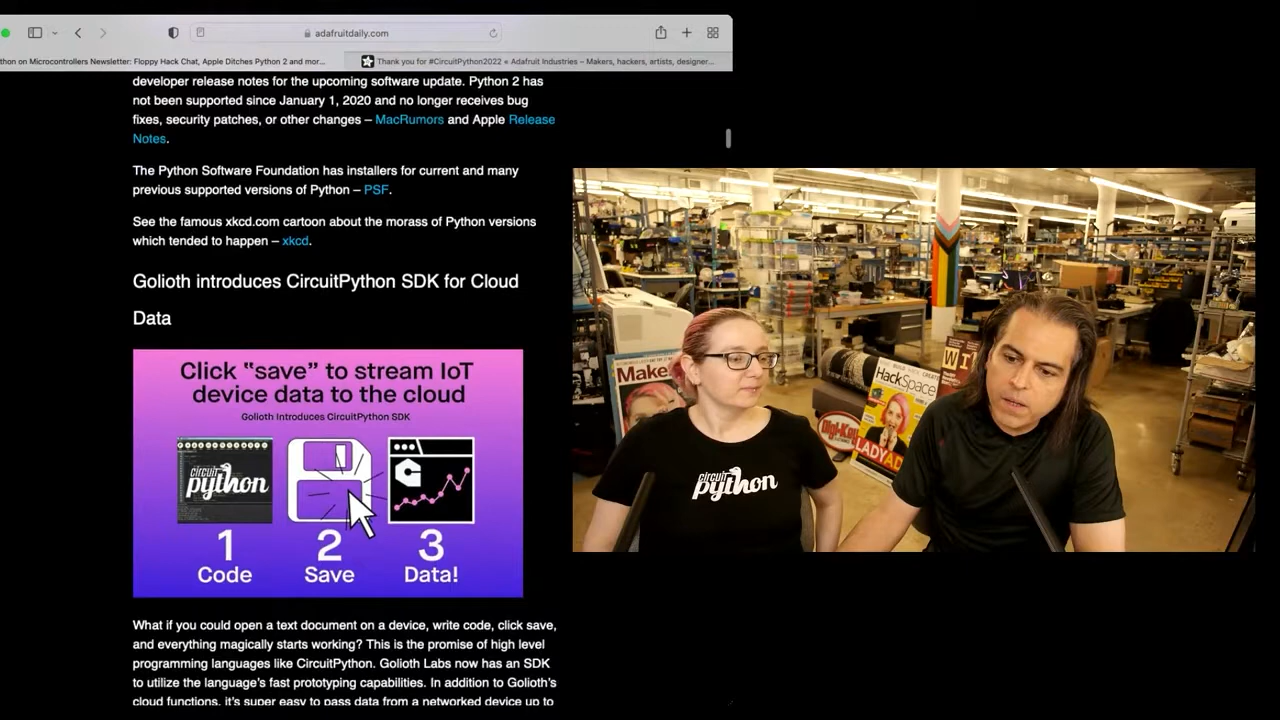 adafruitdaily.com
thon on Microcontrollers Newsletter: Floppy Hack Chat, Apple Ditches Python 2 and mor...
Thank you for #CircuitPython2022 « Adafruit Industries – Makers, hackers, artists, designer...
developer release notes for the upcoming software update. Python 2 has
not been supported since January 1, 2020 and no longer receives bug
fixes, security patches, or other changes – MacRumors and Apple Release
Notes.
The Python Software Foundation has installers for current and many
previous supported versions of Python – PSF.
See the famous xkcd.com cartoon about the morass of Python versions
which tended to happen – xkcd.
Golioth introduces CircuitPython SDK for Cloud
Data
Click “save” to stream IoT
device data to the cloud
Golioth Introduces CircuitPython SDK
circuit
python
1
Code
2
Save
3
Data!
What if you could open a text document on a device, write code, click save,
and everything magically starts working? This is the promise of high level
programming languages like CircuitPython. Golioth Labs now has an SDK
to utilize the language’s fast prototyping capabilities. In addition to Golioth’s
cloud functions, it’s super easy to pass data from a networked device up to
Make:
circuit
python
Digi-Key
HackSpace
LADYAD
WI